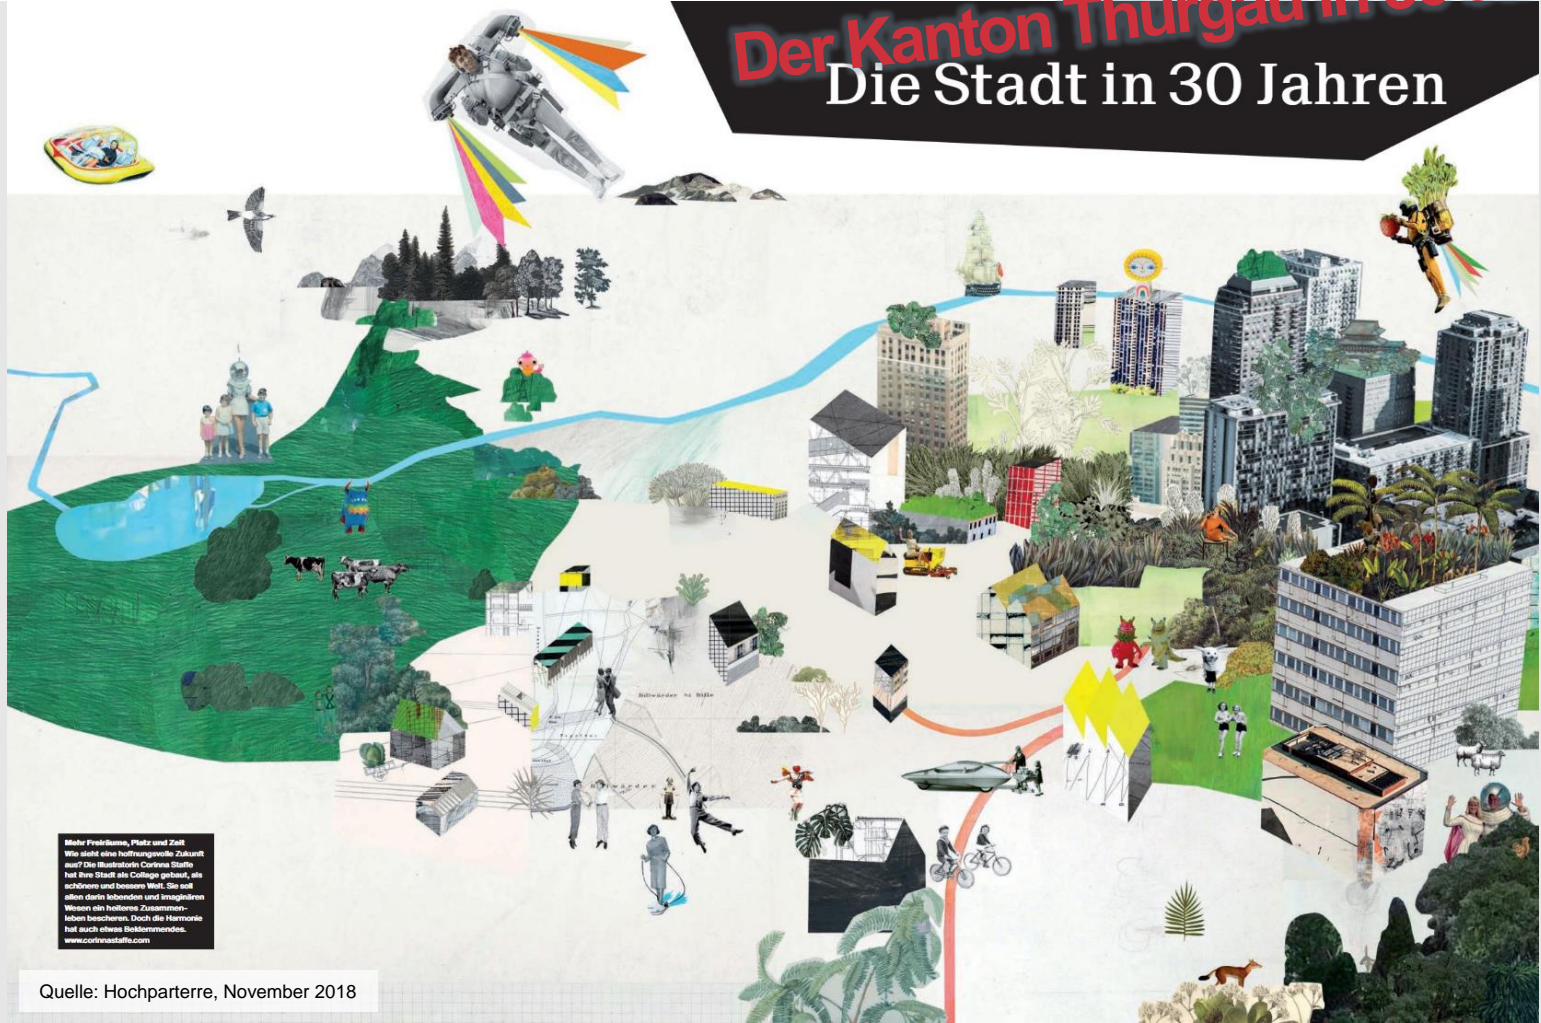 Der Kanton Thurgau in
Die Stadt in 30 Jahren
Mehr Freiräume, Platz und Zeit
Wie sieht eine hoffnungsvolle Zukunft
aus? Die Illustratorin Corinna Staffe
hat ihre Stadt als Collage gebaut, als
schönere und bessere Welt. Sie soll
allen darin lebenden und imaginären
Wesen ein heiteres Zusammen-
leben bescheren. Doch die Harmonie
hat auch etwas Beklemmendes.
www.corinnastaffe.com
Quelle: Hochparterre, November 2018